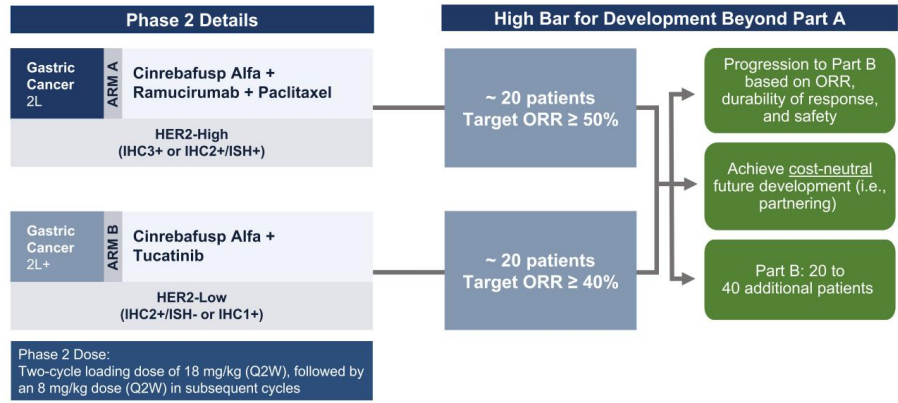 Phase 2 Details
High Bar for Development Beyond Part A
Gastric
Cancer
2L
ARM A
Cinrebafusp Alfa +
Ramucirumab + Paclitaxel
HER2-High
(IHC3+ or IHC2+/ISH+)
~ 20 patients
Target ORR ≥ 50%
Progression to Part B
based on ORR,
durability of response,
and safety
Achieve cost-neutral
future development (i.e.,
partnering)
Gastric
Cancer
2L+
ARM B
Cinrebafusp Alfa +
Tucatinib
HER2-Low
(IHC2+/ISH- or IHC1+)
~ 20 patients
Target ORR ≥ 40%
Part B: 20 to
40 additional patients
Phase 2 Dose:
Two-cycle loading dose of 18 mg/kg (Q2W), followed by
an 8 mg/kg dose (Q2W) in subsequent cycles